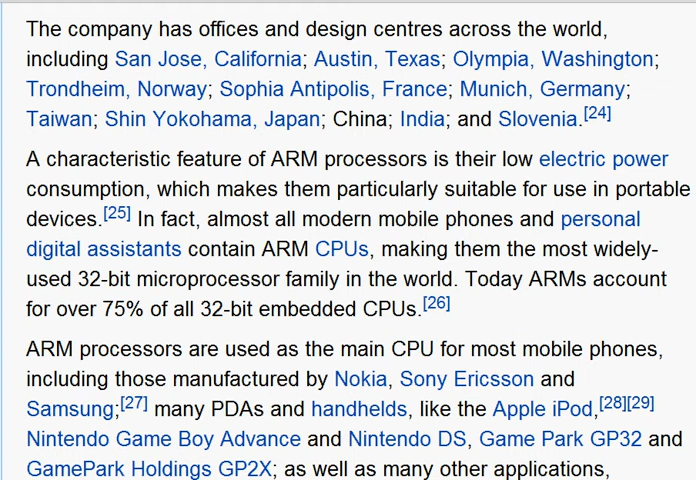 The company has offices and design centres across the world,
including San Jose, California; Austin, Texas; Olympia, Washington;
Trondheim, Norway; Sophia Antipolis, France; Munich, Germany;
Taiwan; Shin Yokohama, Japan; China; India; and Slovenia.[24]
A characteristic feature of ARM processors is their low electric power
consumption, which makes them particularly suitable for use in portable
devices.[25] In fact, almost all modern mobile phones and personal
digital assistants contain ARM CPUs, making them the most widely-
used 32-bit microprocessor family in the world. Today ARMs account
for over 75% of all 32-bit embedded CPUs.[26]
ARM processors are used as the main CPU for most mobile phones,
including those manufactured by Nokia, Sony Ericsson and
Samsung;[27] many PDAs and handhelds, like the Apple iPod,[28][29]
Nintendo Game Boy Advance and Nintendo DS, Game Park GP32 and
GamePark Holdings GP2X; as well as many other applications,